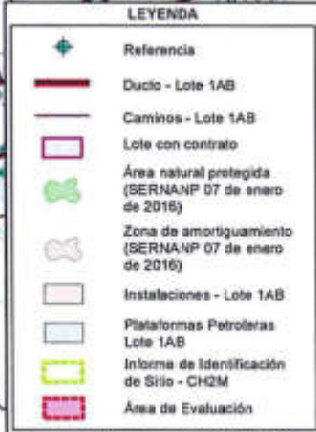 LEYENDA
Referencia
Ducto - Lote 1AB
Caminos - Lote 1AB
Lote con contrato
Área natural protegida
(SERNANP 07 de enero
de 2016)
Zona de amortiguamiento
(SERNANP 07 de enero
de 2016)
Instalaciones - Lote 1AB
Plataformas Petroleras
Lote 1AB
Informe de Identificación
de Sitio - CH2M
Área de Evaluación